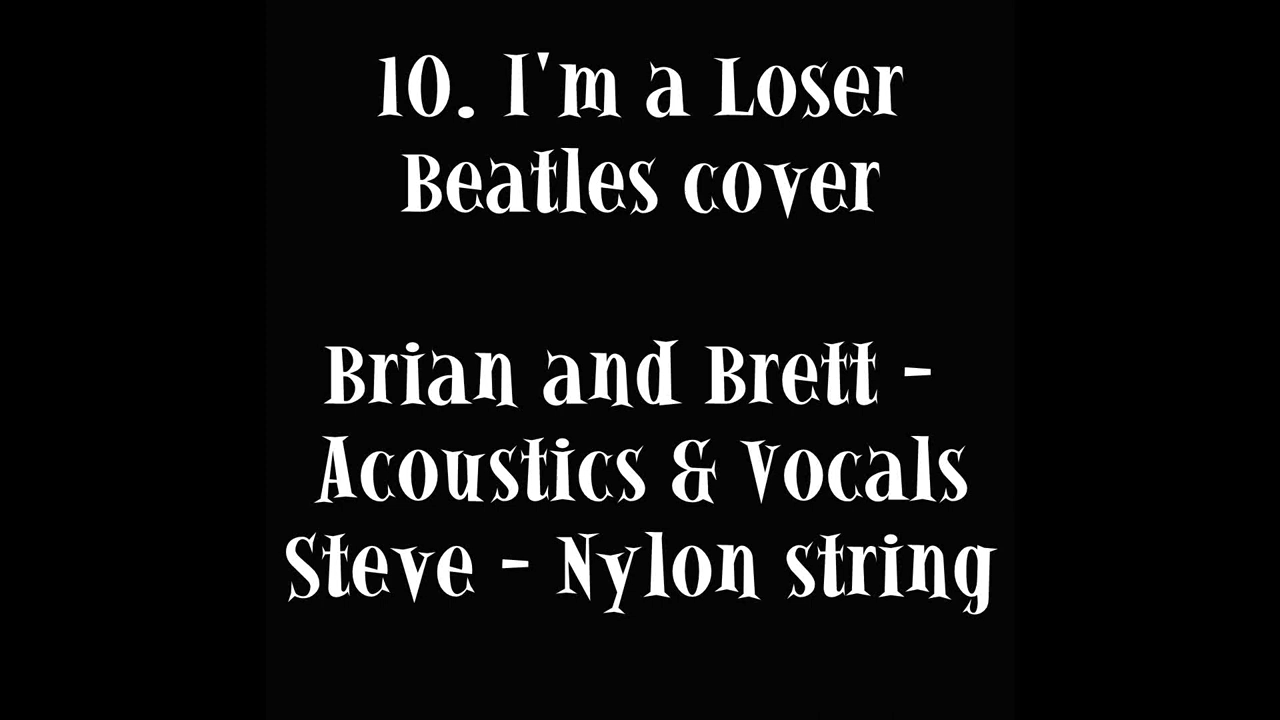 10. I'm a Loser
Beatles cover
Brian and Brett -
Acoustics & Vocals
Steve - Nylon string